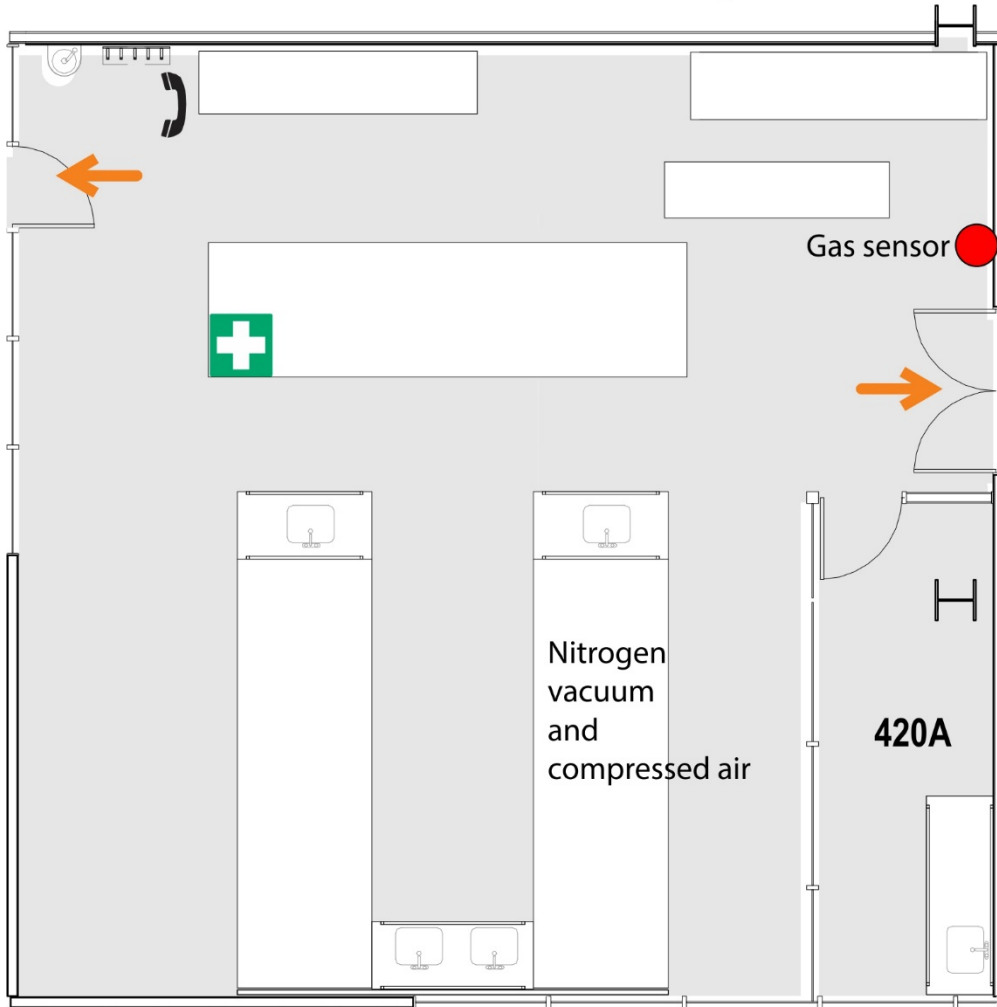 Gas sensor
Nitrogen
vacuum
and
compressed air
420A